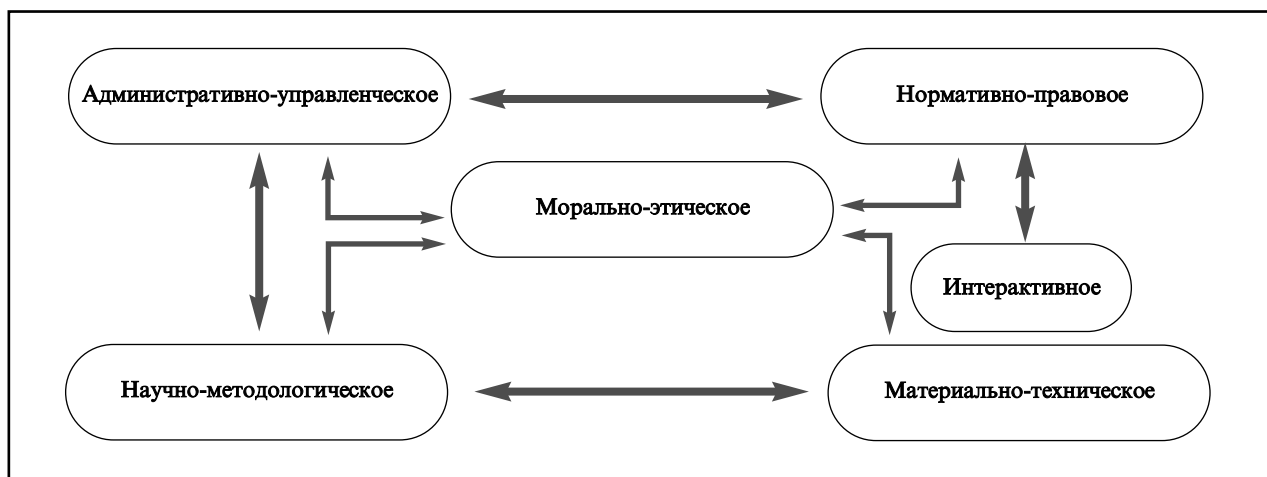 Административно-управленческое
Нормативно-правовое
Морально-этическое
Интерактивное
Научно-методологическое
Материально-техническое